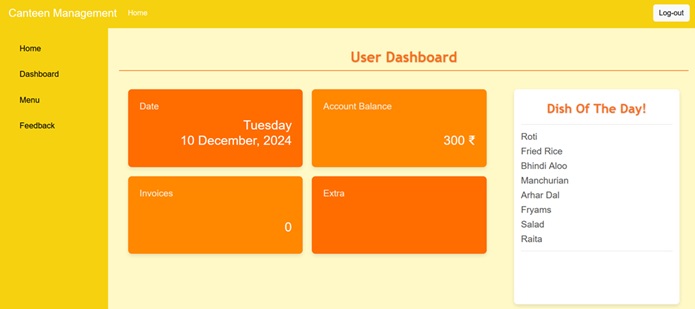 Canteen Management Home Log-out
Home
Dashboard
Menu
Feedback
User Dashboard
Date
Tuesday
10 December, 2024
Account Balance
300 ₹
Invoices
0
Extra
Dish Of The Day!
Roti
Fried Rice
Bhindi Aloo
Manchurian
Arhar Dal
Fryams
Salad
Raita